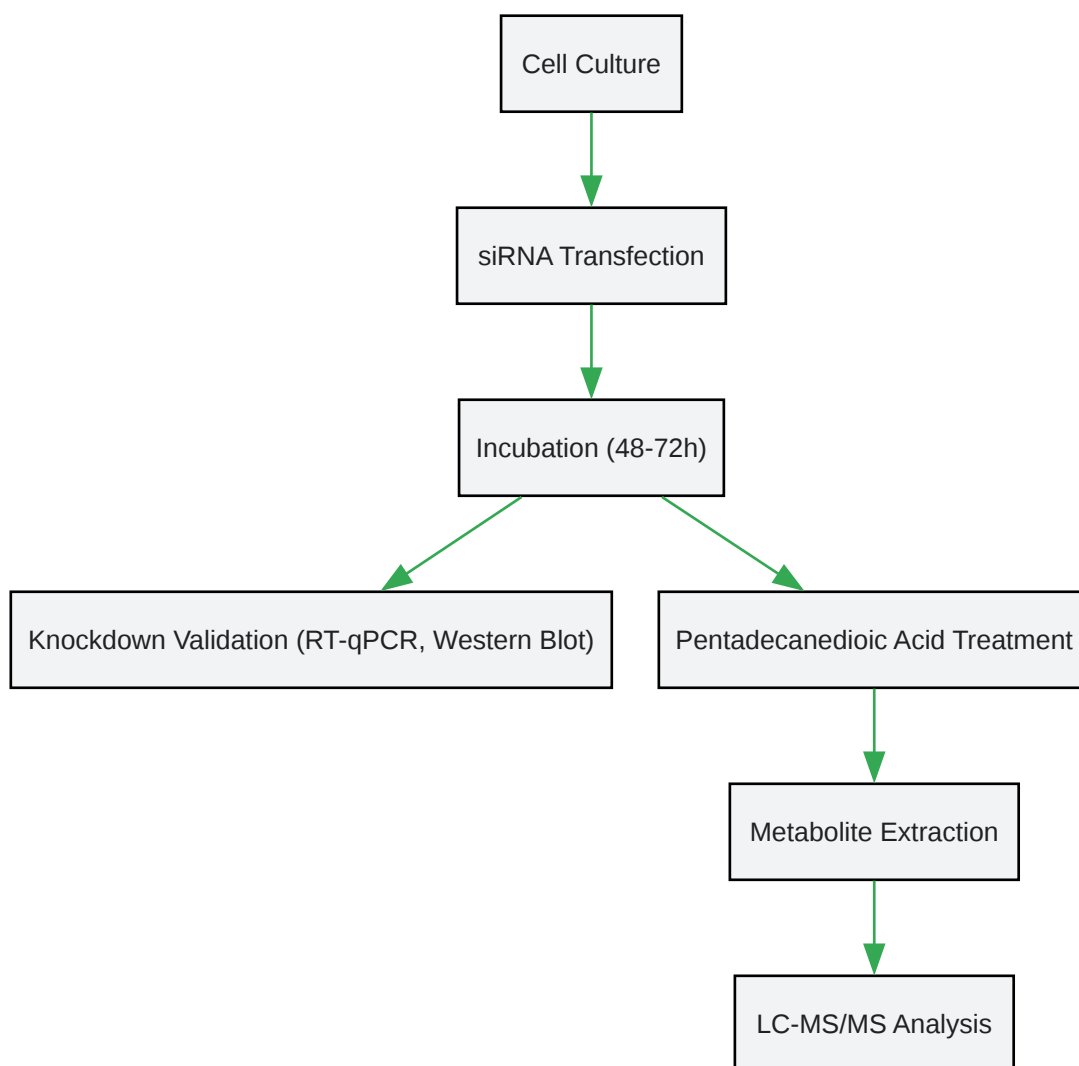 Cell Culture
siRNA Transfection
Incubation (48-72h)
Knockdown Validation (RT-qPCR, Western Blot)
Pentadecanedioic Acid Treatment
Metabolite Extraction
LC-MS/MS Analysis